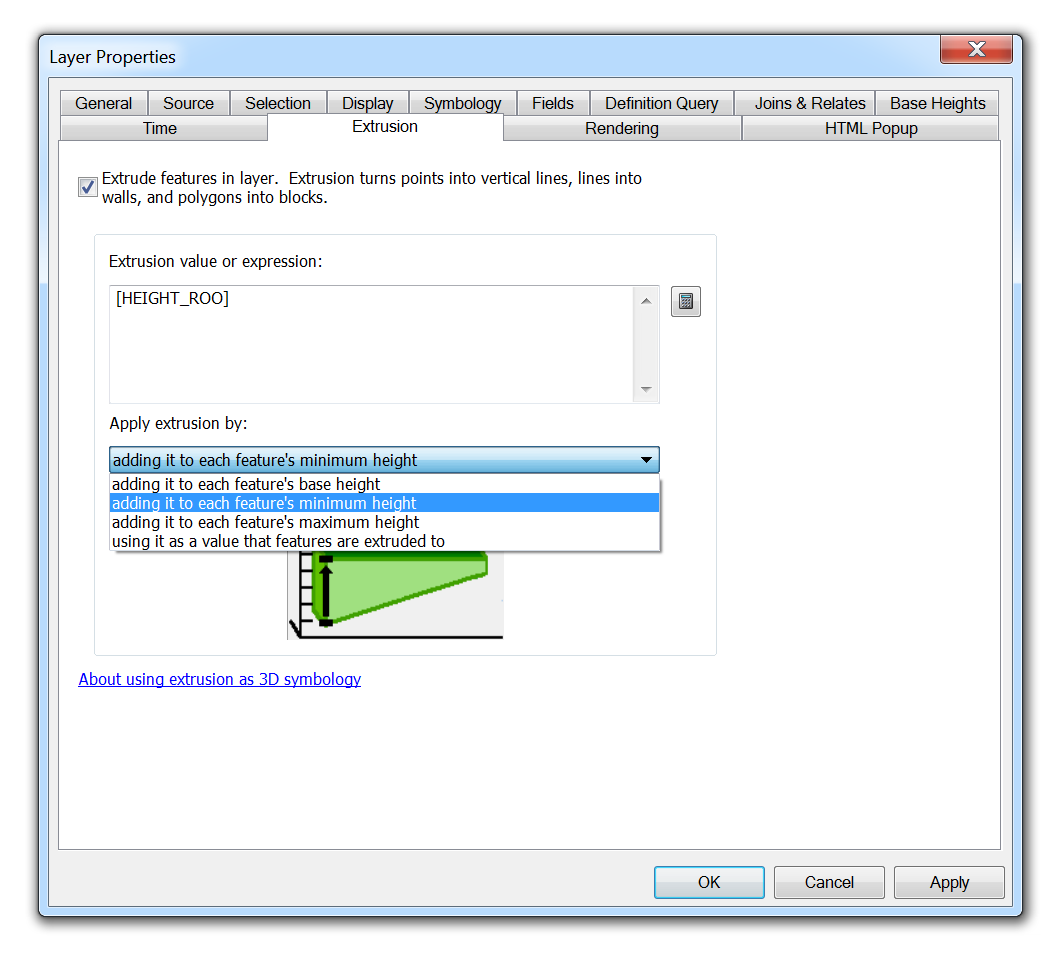 Layer Properties
General Source Selection Display Symbology Fields Definition Query Joins & Relates Base Heights
Time Extrusion Rendering HTML Popup
Extrude features in layer.  Extrusion turns points into vertical lines, lines into
walls, and polygons into blocks.
Extrusion value or expression:
[HEIGHT_ROO]
Apply extrusion by:
adding it to each feature's minimum height
adding it to each feature's base height
adding it to each feature's minimum height
adding it to each feature's maximum height
using it as a value that features are extruded to
About using extrusion as 3D symbology
OK Cancel Apply